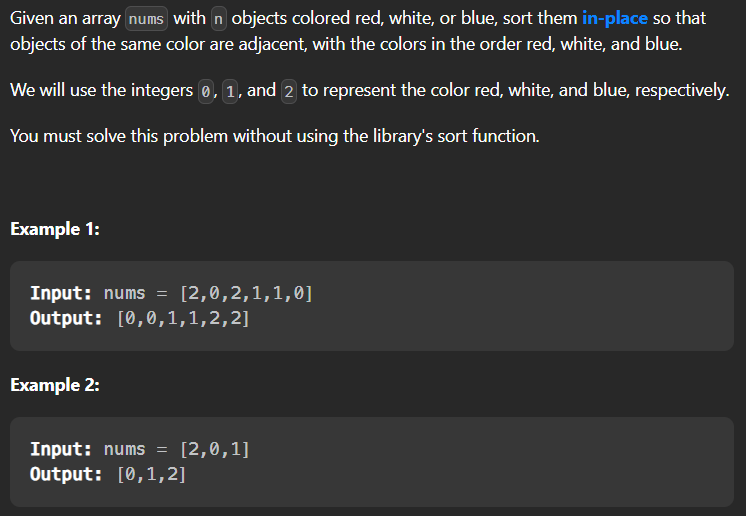 Given an array nums with n objects colored red, white, or blue, sort them in-place so that
objects of the same color are adjacent, with the colors in the order red, white, and blue.
We will use the integers 0, 1, and 2 to represent the color red, white, and blue, respectively.
You must solve this problem without using the library's sort function.
Example 1:
Input: nums = [2,0,2,1,1,0]
Output: [0,0,1,1,2,2]
Example 2:
Input: nums = [2,0,1]
Output: [0,1,2]